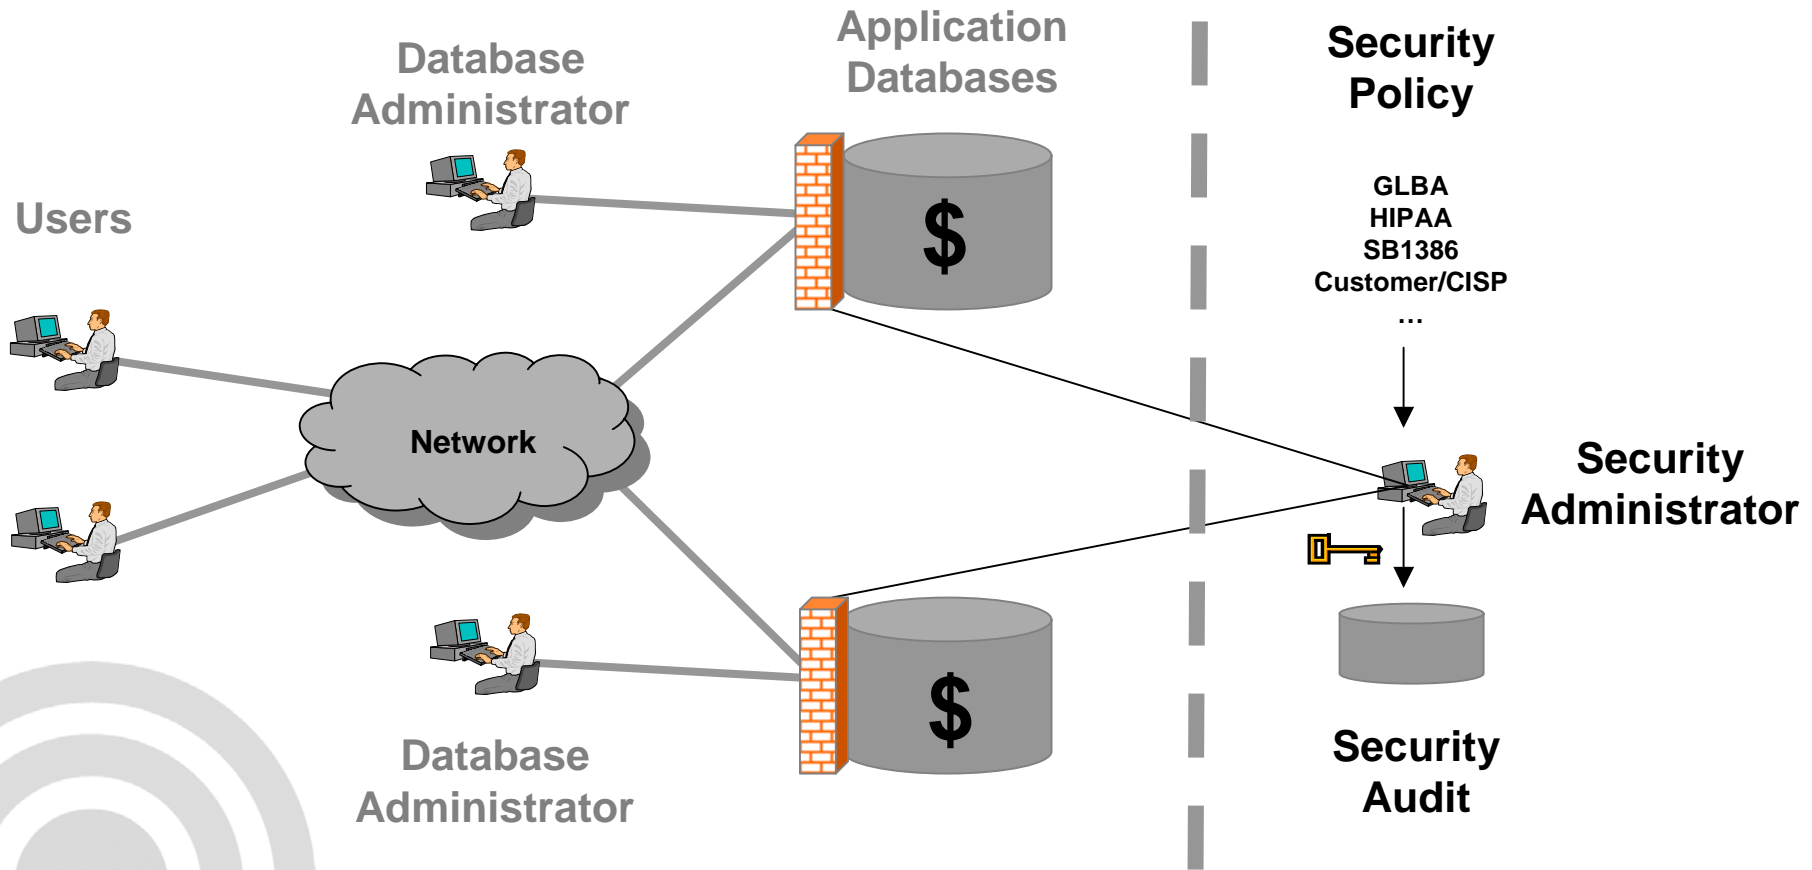 Application
Databases
Database
Administrator
Security
Policy
Users
GLBA
HIPAA
SB1386
Customer/CISP
...
$
Network
Security
Administrator
$
Database
Administrator
Security
Audit